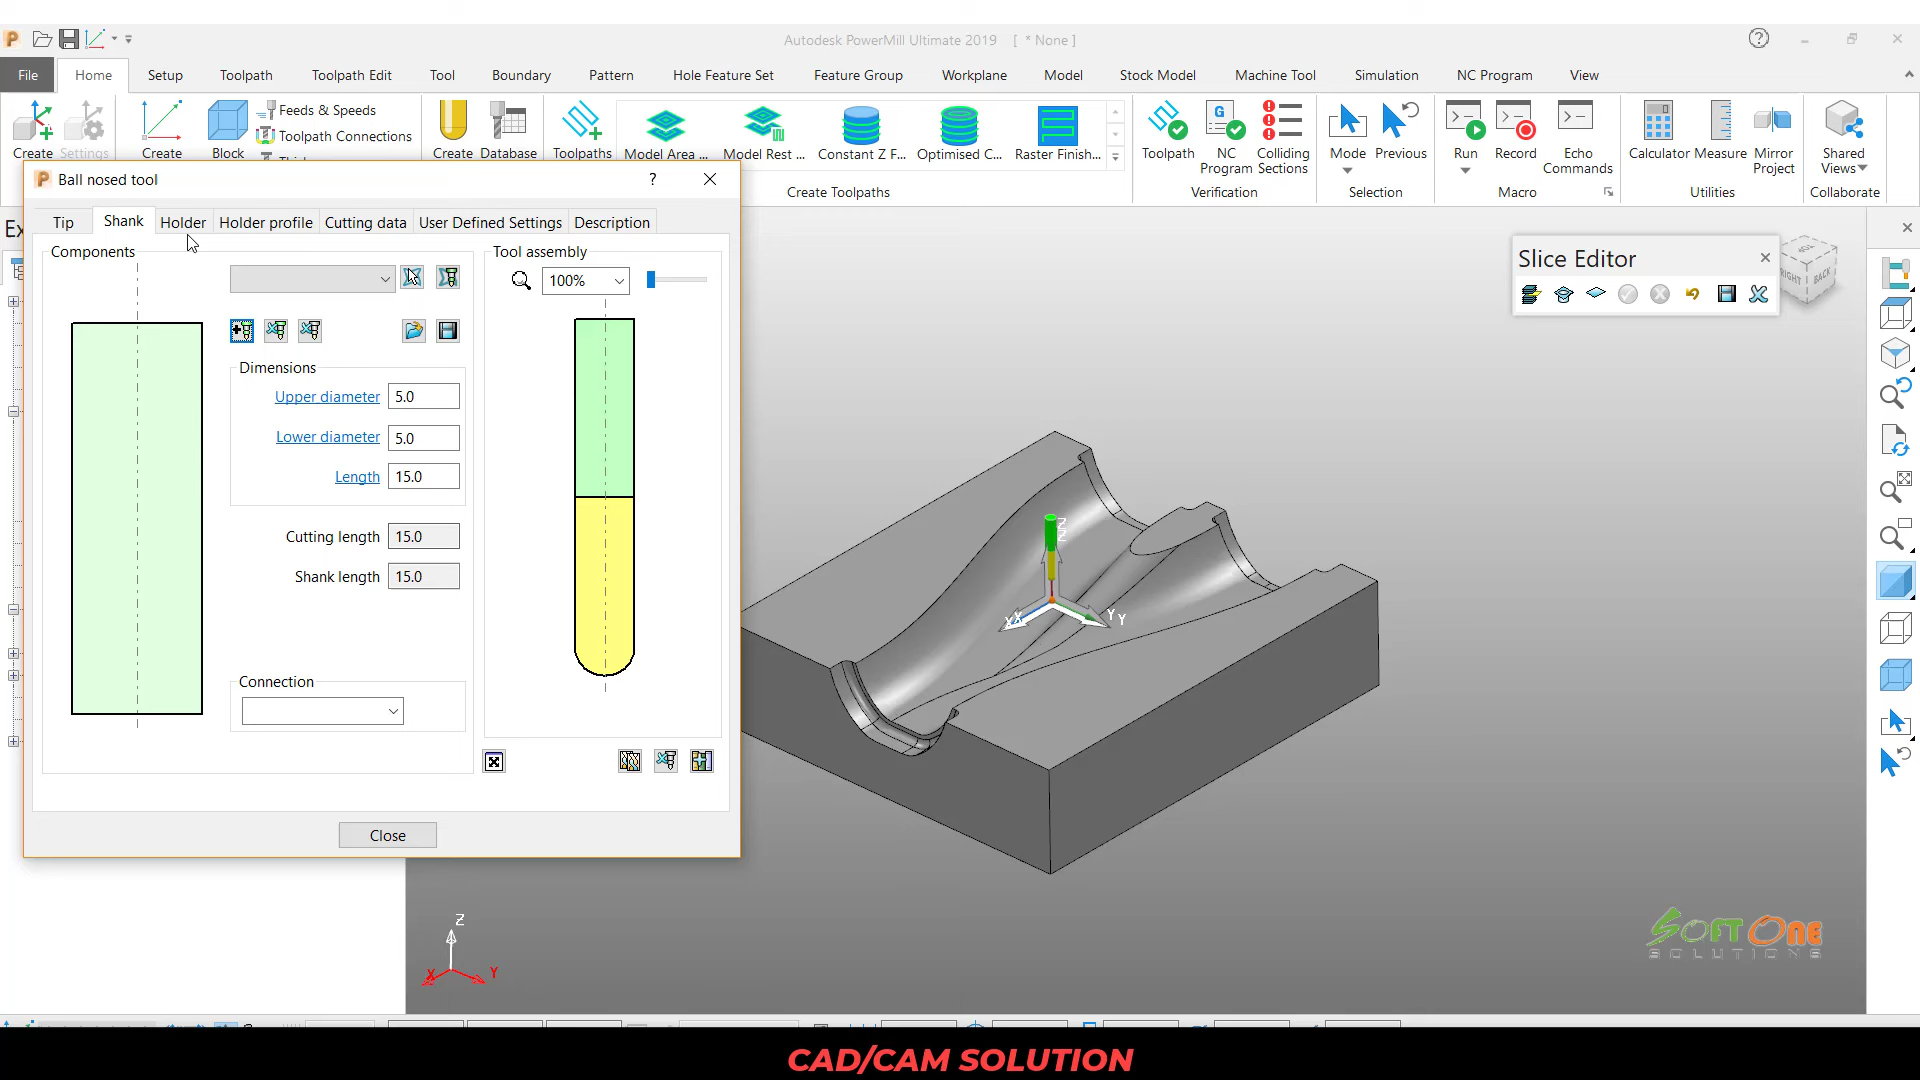 Autodesk PowerMill Ultimate 2019 [ * None ]
File Home Setup Toolpath Toolpath Edit Tool Boundary Pattern Hole Feature Set Feature Group Workplane Model Stock Model Machine Tool Simulation NC Program View
Feeds & Speeds
Toolpath Connections
Create Settings Create Block Create Database Toolpaths Model Area ... Model Rest ... Constant Z F... Optimised C... Raster Finish... Toolpath NC Program Colliding Sections Mode Previous Run Record Echo Commands Calculator Measure Mirror Project Shared Views
Create Toolpaths Verification Selection Macro Utilities Collaborate
Ball nosed tool ?
Tip Shank Holder Holder profile Cutting data User Defined Settings Description
Components
Tool assembly
100%
Dimensions
Upper diameter 5.0
Lower diameter 5.0
Length 15.0
Cutting length 15.0
Shank length 15.0
Connection
Close
Ex
Slice Editor
TOP
RIGHT BACK
Z
Z
X X
Y Y
Z
X Y
SOFTONE
SOLUTIONS
CAD/CAM SOLUTION